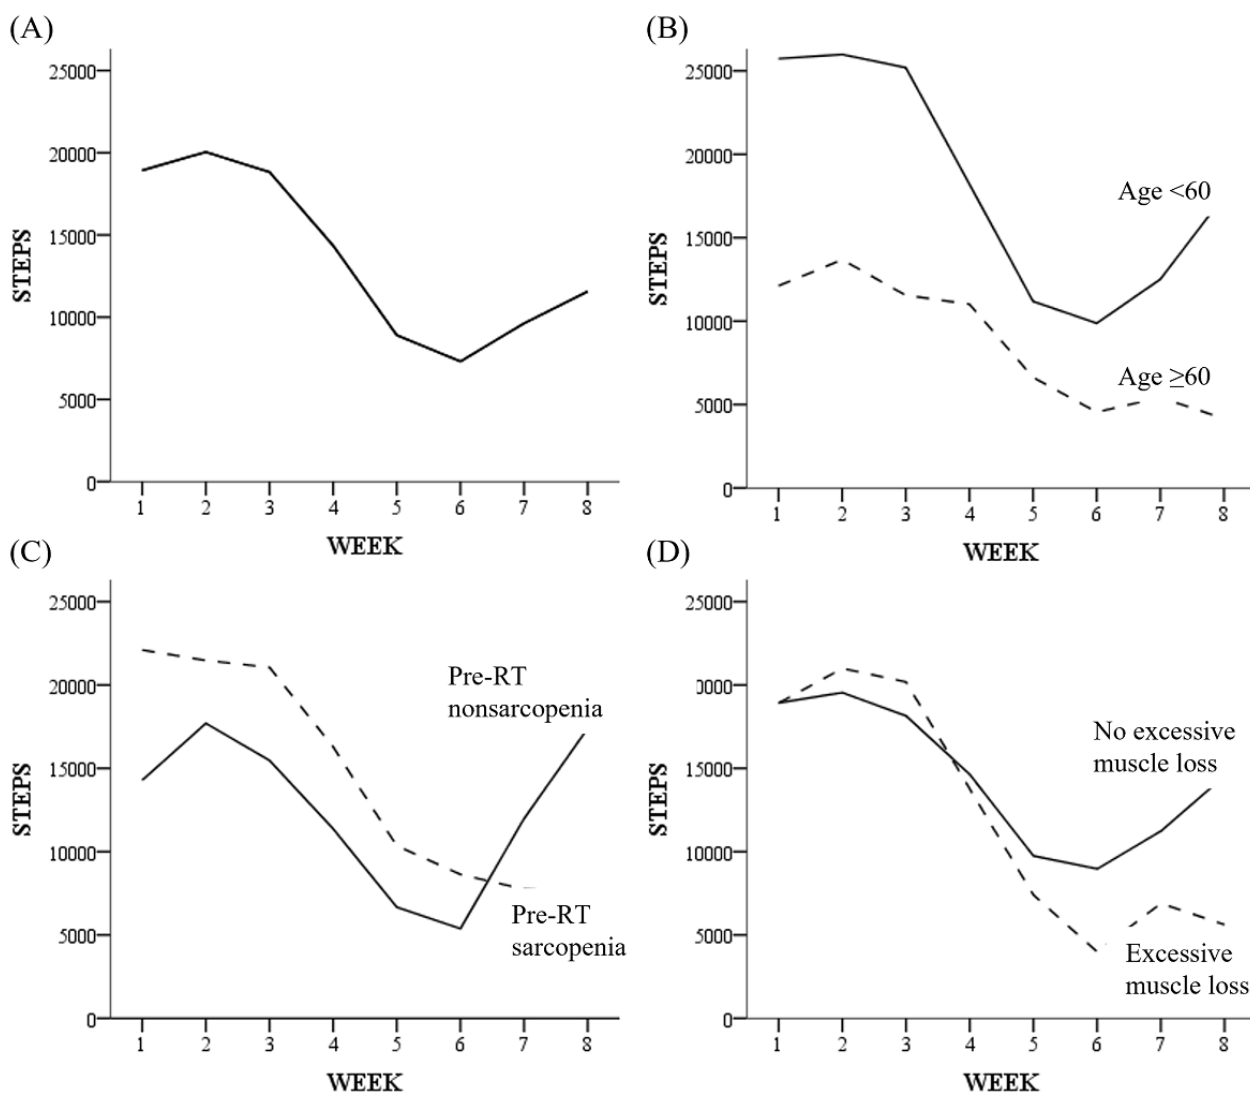 (A)
25000
20000
15000
10000
5000
0
STEPS
1 2 3 4 5 6 7 8
WEEK
(B)
25000
20000
15000
10000
5000
0
STEPS
Age <60
Age ≥60
1 2 3 4 5 6 7 8
WEEK
(C)
25000
20000
15000
10000
5000
0
STEPS
Pre-RT
nonsarcopenia
Pre-RT
sarcopenia
1 2 3 4 5 6 7 8
WEEK
(D)
25000
0000
15000
10000
5000
0
STEPS
No excessive
muscle loss
Excessive
muscle loss
1 2 3 4 5 6 7 8
WEEK